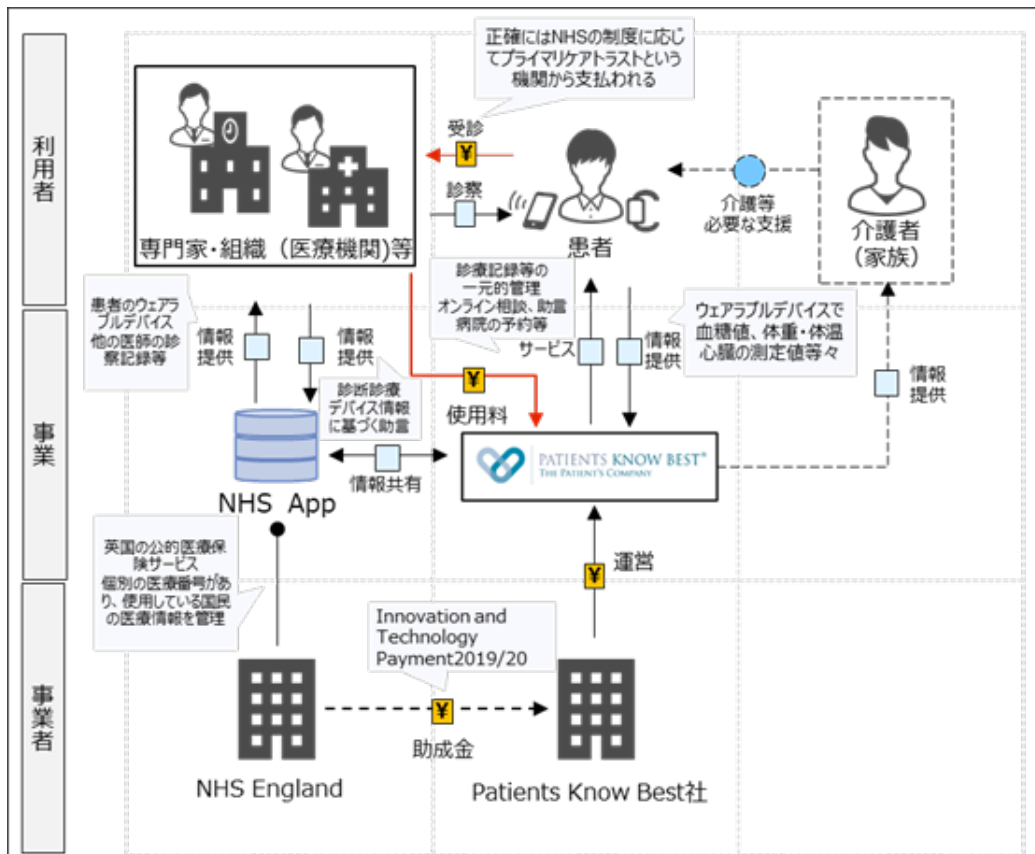 利用者
正確にはNHSの制度に応じ
てプライマリケアトラストという
機関から支払われる
受診
¥
診察
専門家・組織（医療機関)等
患者
介護等
必要な支援
介護者
（家族）
事業
患者のウェアラ
ブルデバイス
他の医師の診
察記録等
情報
提供
情報
提供
診断診療
デバイス情報
に基づく助言
診療記録等の
一元的管理
オンライン相談、助言
病院の予約等
サービス
情報
提供
ウェアラブルデバイスで
血糖値、体重・体温
心臓の測定値等々
情報
提供
¥
使用料
情報共有
PATIENTS KNOW BEST®
THE PATIENT'S COMPANY
NHS App
英国の公的医療保
険サービス
個別の医療番号があ
り、使用している国民
の医療情報を管理
¥
運営
事業者
Innovation and
Technology
Payment2019/20
¥
助成金
NHS England
Patients Know Best社